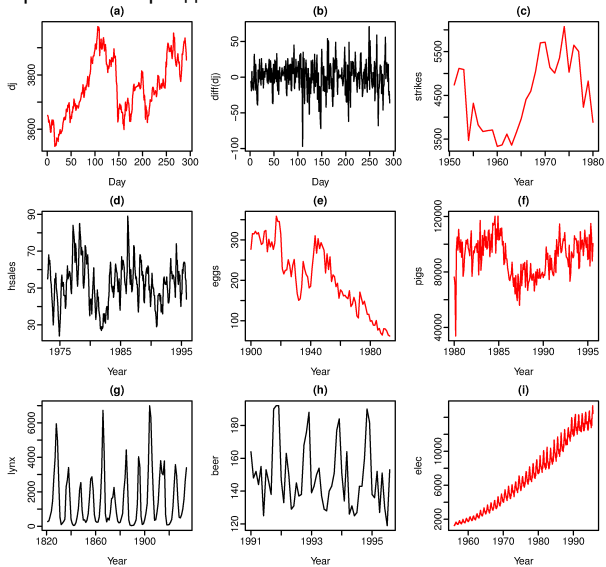 (a)
dj
3600
3800
0 50 100 150 200 250 300
Day
(b)
diff(dj)
−100
−50
0
50
0 50 100 150 200 250 300
Day
(c)
strikes
3500
4500
5500
1950 1960 1970 1980
Year
(d)
hsales
30
50
70
90
1975 1985 1995
Year
(e)
eggs
100
200
300
1900 1940 1980
Year
(f)
pigs
40000
80000
120000
1980 1985 1990 1995
Year
(g)
lynx
0
2000
4000
6000
1820 1860 1900
Year
(h)
beer
120
140
160
180
1991 1993 1995
Year
(i)
elec
2000
6000
10000
1960 1970 1980 1990
Year